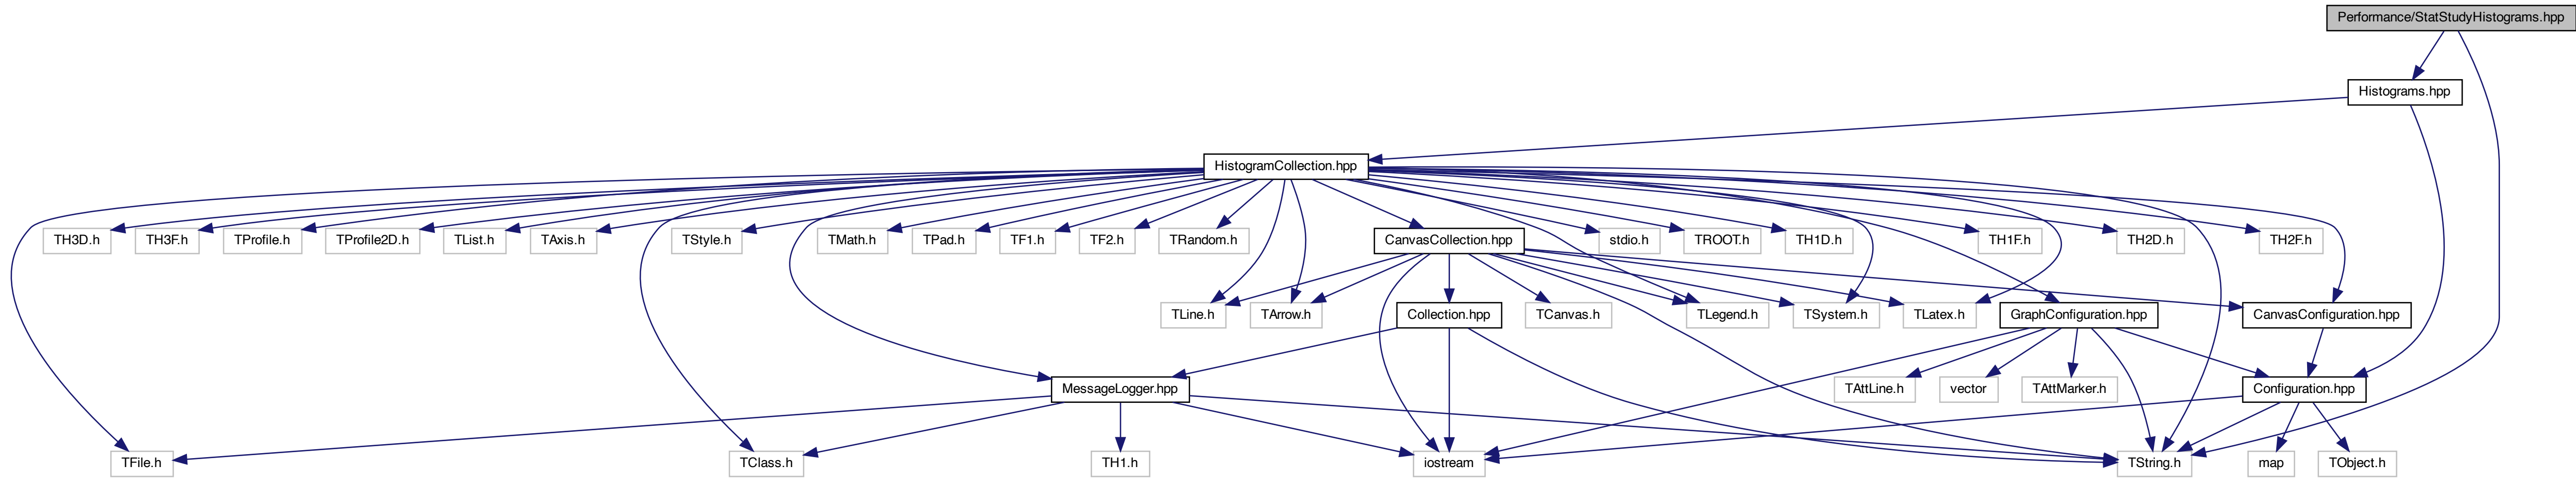 Performance/StatStudyHistograms.hpp
Histograms.hpp
HistogramCollection.hpp
TH3D.h
TH3F.h
TProfile.h
TProfile2D.h
TList.h
TAxis.h
TStyle.h
TMath.h
TPad.h
TF1.h
TF2.h
TRandom.h
CanvasCollection.hpp
stdio.h
TROOT.h
TH1D.h
TH1F.h
TH2D.h
TH2F.h
TLine.h
TArrow.h
Collection.hpp
TCanvas.h
TLegend.h
TSystem.h
TLatex.h
GraphConfiguration.hpp
CanvasConfiguration.hpp
MessageLogger.hpp
TAttLine.h
vector
TAttMarker.h
Configuration.hpp
TFile.h
TClass.h
TH1.h
iostream
TString.h
map
TObject.h